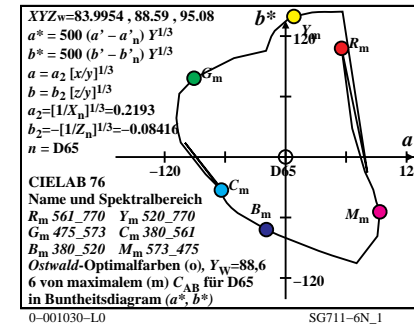 XYZw=83.9954 , 88.59 , 95.08
a* = 500 (a' − a'n) Y1/3
b* = 500 (b' − b'n) Y1/3
a = a2 [x/y]1/3
b = b2 [z/y]1/3
a2=[1/Xn]1/3=0.2193
b2=−[1/Zn]1/3=−0.08416
n = D65
b*
120
Ym
Rm
Gm
a
−120
D65
12
CIELAB 76
Name und Spektralbereich
Rm 561_770 Ym 520_770
Gm 475_573 Cm 380_561
Bm 380_520 Mm 573_475
Ostwald-Optimalfarben (o), YW=88,6
6 von maximalem (m) CAB für D65
in Buntheitsdiagram (a*, b*)
Cm
Bm
Mm
−120
0−001030−L0
SG711−6N_1